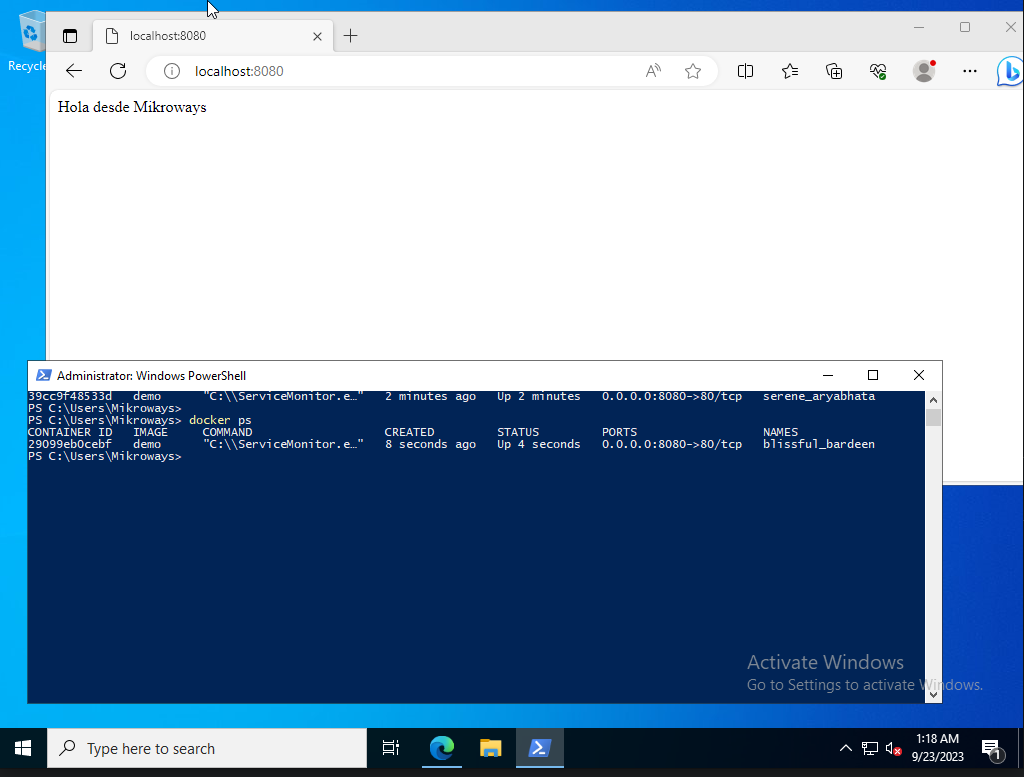 Recycle
localhost:8080
localhost:8080
Hola desde Mikroways
Administrator: Windows PowerShell
39cc9f48533d demo "C:\\ServiceMonitor.e…" 2 minutes ago Up 2 minutes 0.0.0.0:8080->80/tcp serene_aryabhata
PS C:\Users\Mikroways>
PS C:\Users\Mikroways> docker ps
CONTAINER ID IMAGE COMMAND CREATED STATUS PORTS NAMES
29099eb0cebf demo "C:\\ServiceMonitor.e…" 8 seconds ago Up 4 seconds 0.0.0.0:8080->80/tcp blissful_bardeen
PS C:\Users\Mikroways>
Activate Windows
Go to Settings to activate Windows.
Type here to search
1:18 AM
9/23/2023
1